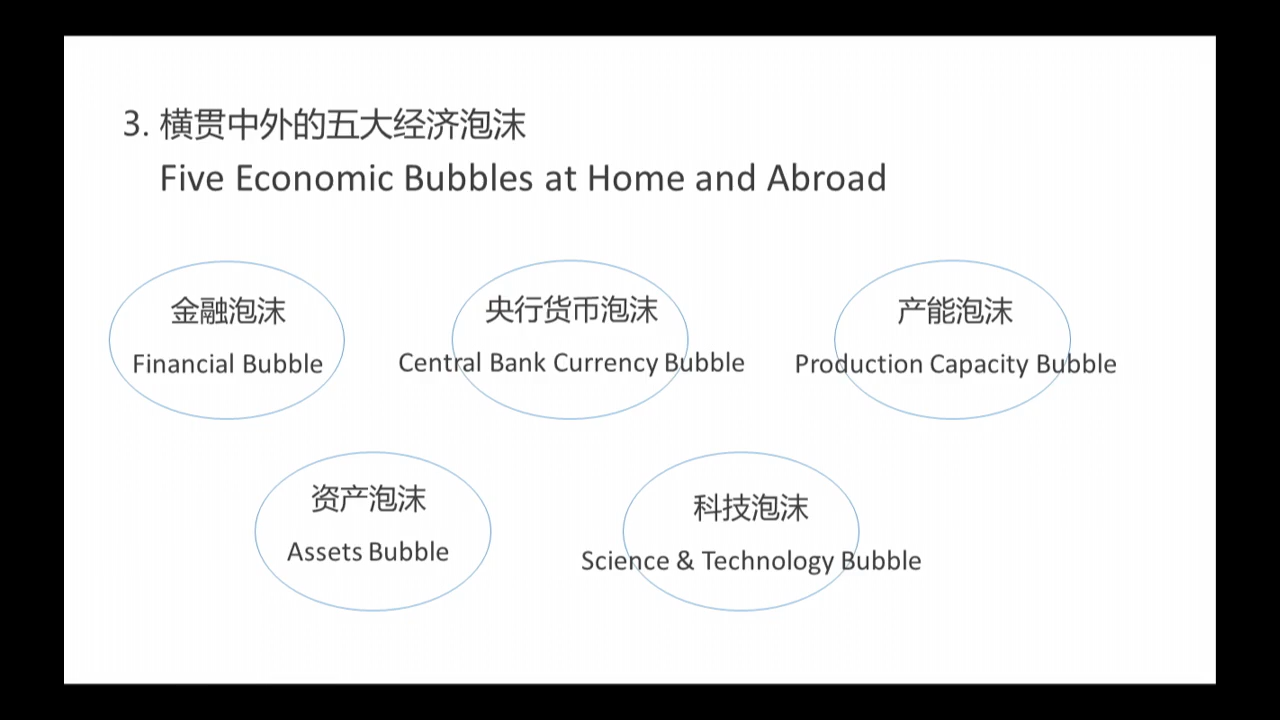 3. 横贯中外的五大经济泡沫
Five Economic Bubbles at Home and Abroad
金融泡沫
Financial Bubble
央行货币泡沫
Central Bank Currency Bubble
产能泡沫
Production Capacity Bubble
资产泡沫
Assets Bubble
科技泡沫
Science & Technology Bubble